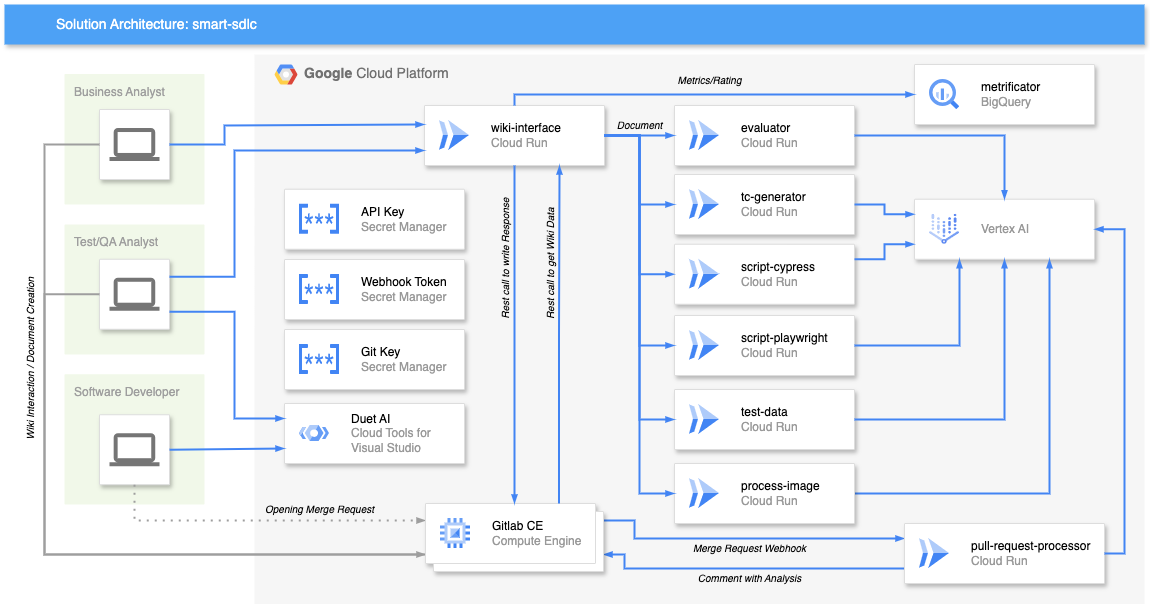 Solution Architecture: smart-sdlc
Google Cloud Platform
Business Analyst
Test/QA Analyst
Software Developer
Wiki Interaction / Document Creation
wiki-interface
Cloud Run
Metrics/Rating
Document
metrificator
BigQuery
API Key
Secret Manager
Webhook Token
Secret Manager
Git Key
Secret Manager
Duet AI
Cloud Tools for
Visual Studio
Rest call to write Response
Rest call to get Wiki Data
evaluator
Cloud Run
tc-generator
Cloud Run
script-cypress
Cloud Run
script-playwright
Cloud Run
test-data
Cloud Run
process-image
Cloud Run
Vertex AI
Opening Merge Request
Gitlab CE
Compute Engine
Merge Request Webhook
Comment with Analysis
pull-request-processor
Cloud Run